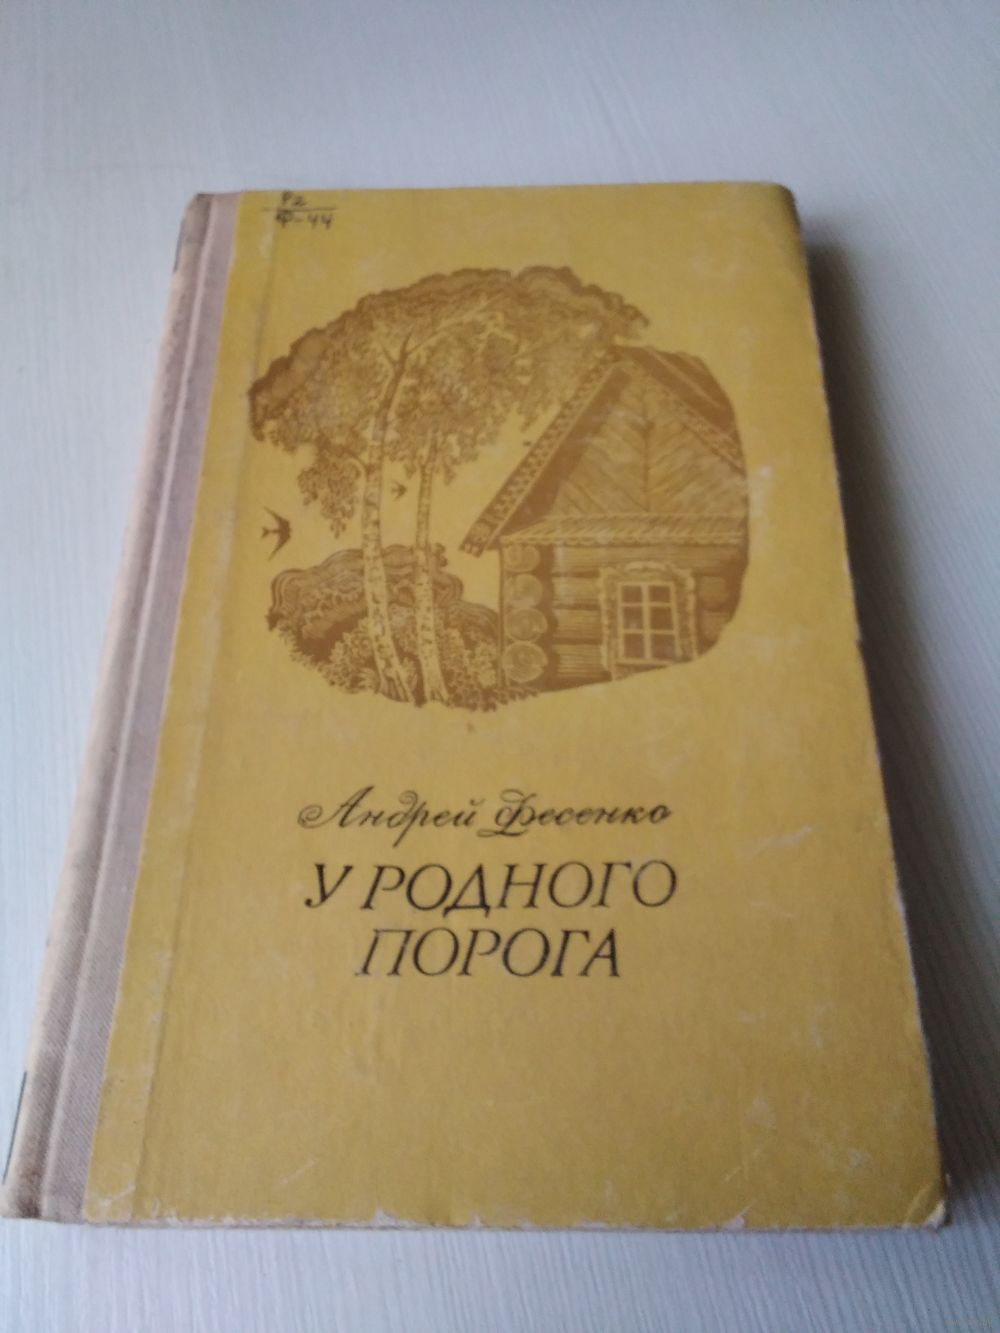 Р2
Ф-44
Андрей Фесенко
У РОДНОГО
ПОРОГА